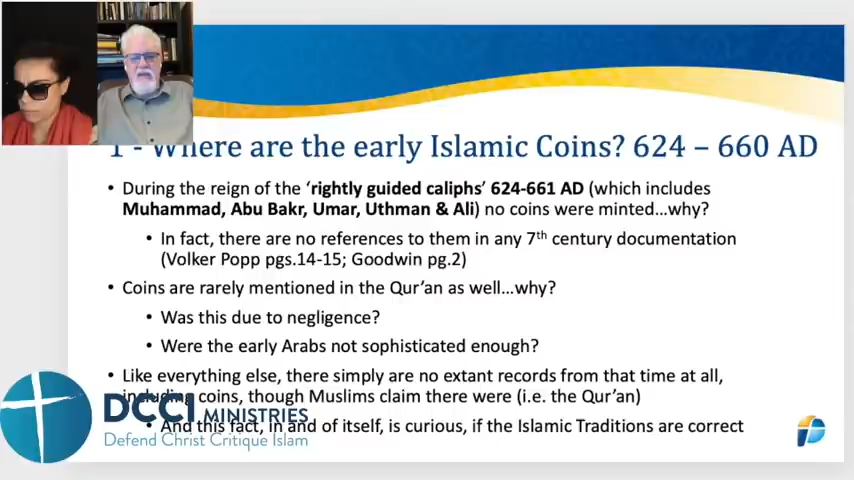 1 - Where are the early Islamic Coins? 624 – 660 AD
• During the reign of the 'rightly guided caliphs' 624-661 AD (which includes
Muhammad, Abu Bakr, Umar, Uthman & Ali) no coins were minted…why?
• In fact, there are no references to them in any 7th century documentation
(Volker Popp pgs.14-15; Goodwin pg.2)
• Coins are rarely mentioned in the Qur'an as well…why?
• Was this due to negligence?
• Were the early Arabs not sophisticated enough?
• Like everything else, there simply are no extant records from that time at all,
including coins, though Muslims claim there were (i.e. the Qur'an)
• And this fact, in and of itself, is curious, if the Islamic Traditions are correct
DCCI MINISTRIES
Defend Christ Critique Islam